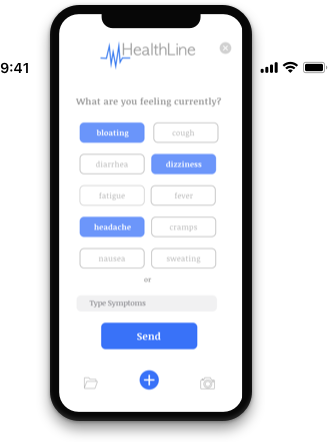 9:41
HealthLine
What are you feeling currently?
bloating cough
diarrhea dizziness
fatigue fever
headache cramps
nausea sweating
or
Type Symptoms
Send